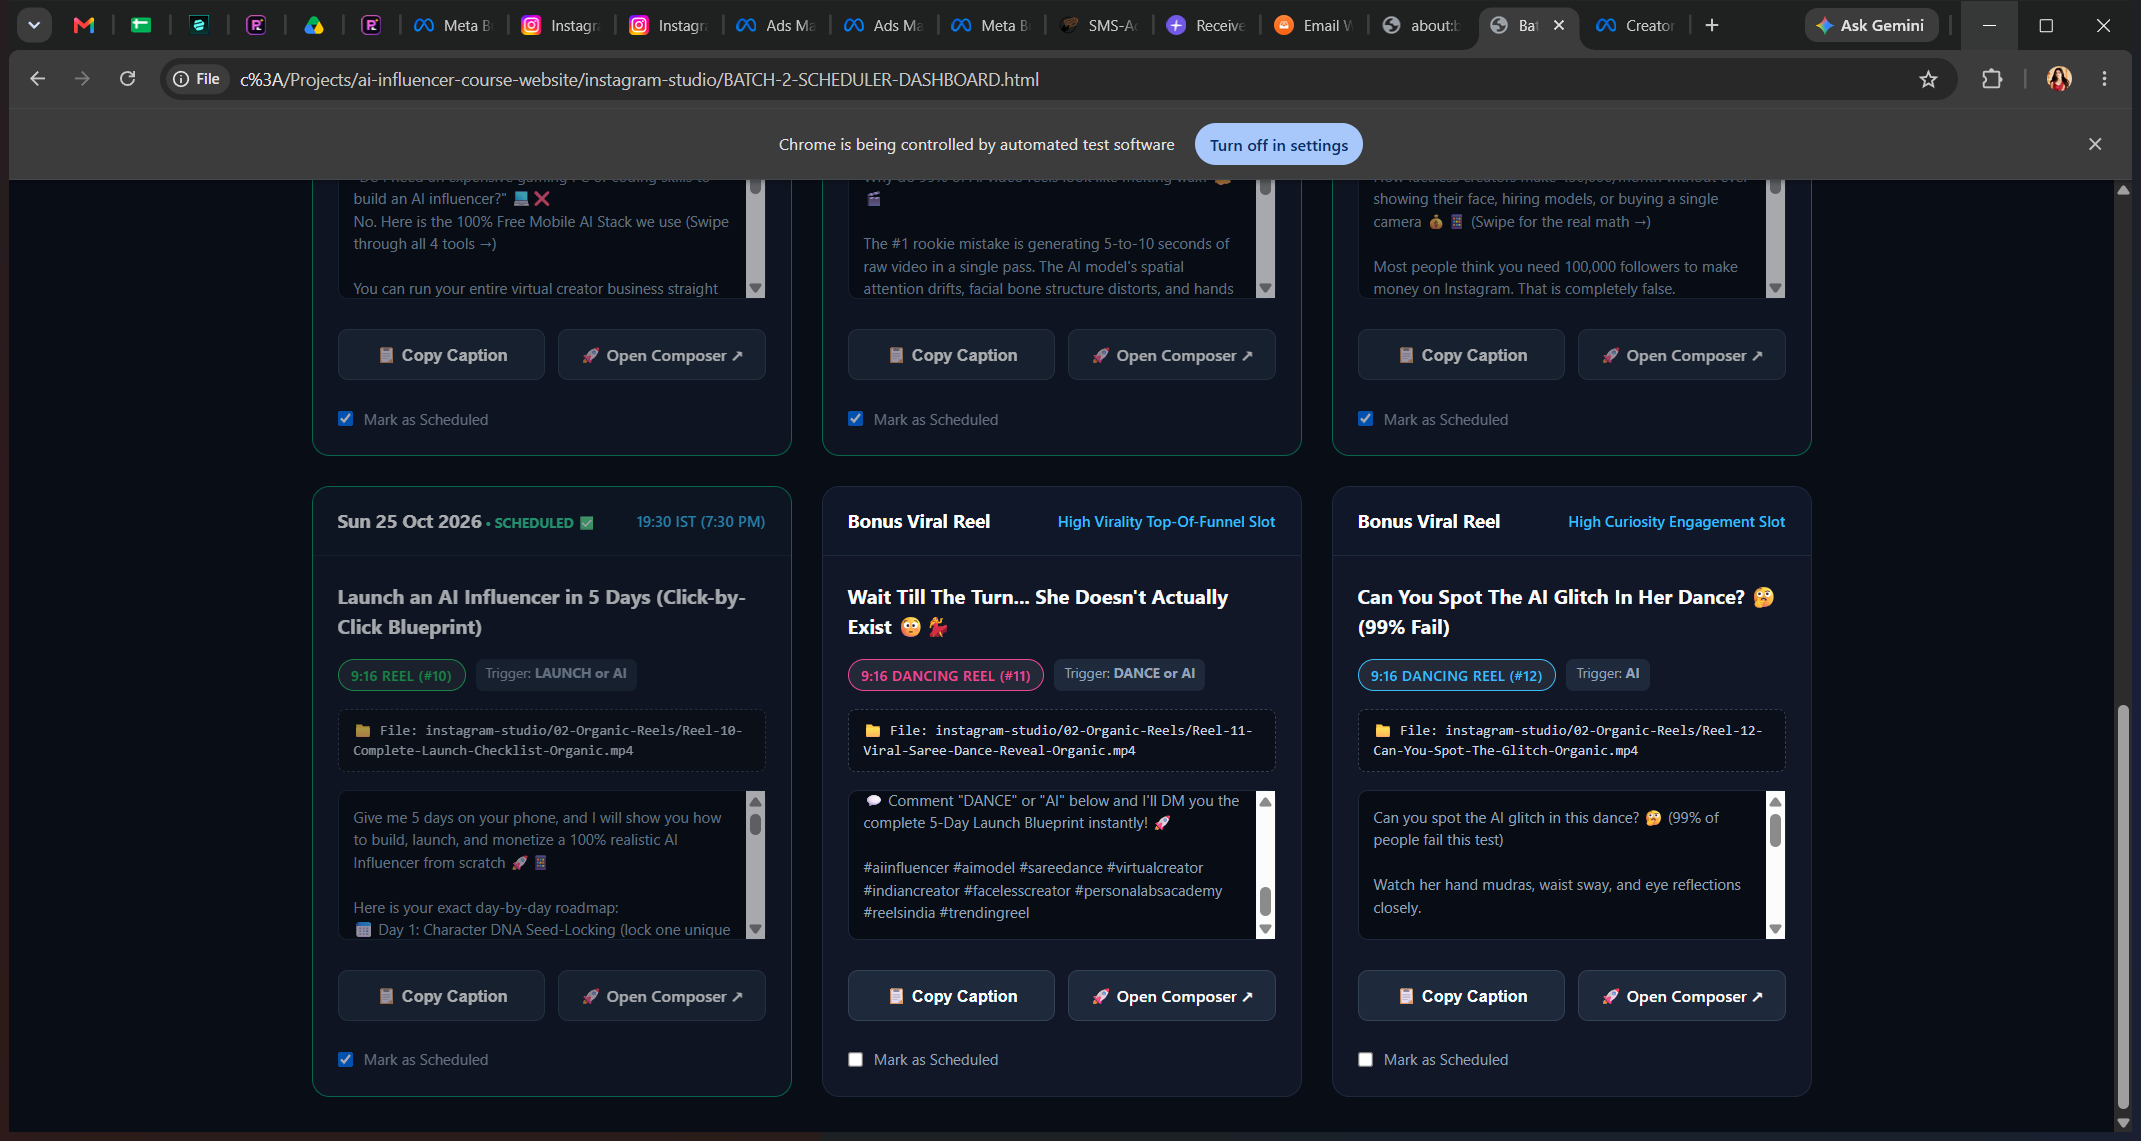 Meta B
Instagr
Instagr
Ads Ma
Ads Ma
Meta B
SMS-Ac
Receive
Email W
about:b
Bat
Creator
Ask Gemini
File
c%3A/Projects/ai-influencer-course-website/instagram-studio/BATCH-2-SCHEDULER-DASHBOARD.html
Chrome is being controlled by automated test software
Turn off in settings
build an AI influencer?" 💻❌
No. Here is the 100% Free Mobile AI Stack we use (Swipe
through all 4 tools →)
You can run your entire virtual creator business straight
📋 Copy Caption
🚀 Open Composer ↗
Mark as Scheduled
The #1 rookie mistake is generating 5-to-10 seconds of
raw video in a single pass. The AI model's spatial
attention drifts, facial bone structure distorts, and hands
📋 Copy Caption
🚀 Open Composer ↗
Mark as Scheduled
showing their face, hiring models, or buying a single
camera 💰📱 (Swipe for the real math →)
Most people think you need 100,000 followers to make
money on Instagram. That is completely false.
📋 Copy Caption
🚀 Open Composer ↗
Mark as Scheduled
Sun 25 Oct 2026 • SCHEDULED ✅
19:30 IST (7:30 PM)
Launch an AI Influencer in 5 Days (Click-by-
Click Blueprint)
9:16 REEL (#10)
Trigger: LAUNCH or AI
📁 File: instagram-studio/02-Organic-Reels/Reel-10-
Complete-Launch-Checklist-Organic.mp4
Give me 5 days on your phone, and I will show you how
to build, launch, and monetize a 100% realistic AI
Influencer from scratch 🚀📱
Here is your exact day-by-day roadmap:
📅 Day 1: Character DNA Seed-Locking (lock one unique
📋 Copy Caption
🚀 Open Composer ↗
Mark as Scheduled
Bonus Viral Reel
High Virality Top-Of-Funnel Slot
Wait Till The Turn... She Doesn't Actually
Exist 😳💃
9:16 DANCING REEL (#11)
Trigger: DANCE or AI
📁 File: instagram-studio/02-Organic-Reels/Reel-11-
Viral-Saree-Dance-Reveal-Organic.mp4
💬 Comment "DANCE" or "AI" below and I'll DM you the
complete 5-Day Launch Blueprint instantly! 🚀
#aiinfluencer #aimodel #sareedance #virtualcreator
#indiancreator #facelesscreator #personalabsacademy
#reelsindia #trendingreel
📋 Copy Caption
🚀 Open Composer ↗
Mark as Scheduled
Bonus Viral Reel
High Curiosity Engagement Slot
Can You Spot The AI Glitch In Her Dance? 🤔
(99% Fail)
9:16 DANCING REEL (#12)
Trigger: AI
📁 File: instagram-studio/02-Organic-Reels/Reel-12-
Can-You-Spot-The-Glitch-Organic.mp4
Can you spot the AI glitch in this dance? 🤔 (99% of
people fail this test)
Watch her hand mudras, waist sway, and eye reflections
closely.
📋 Copy Caption
🚀 Open Composer ↗
Mark as Scheduled